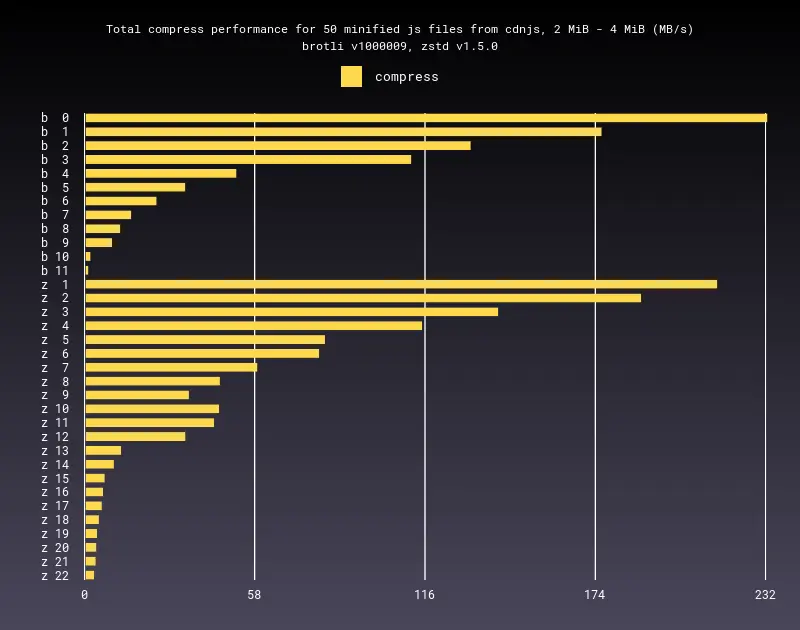 Total compress performance for 50 minified js files from cdnjs, 2 MiB - 4 MiB (MB/s)
brotli v1000009, zstd v1.5.0
compress
b 0
b 1
b 2
b 3
b 4
b 5
b 6
b 7
b 8
b 9
b 10
b 11
z 1
z 2
z 3
z 4
z 5
z 6
z 7
z 8
z 9
z 10
z 11
z 12
z 13
z 14
z 15
z 16
z 17
z 18
z 19
z 20
z 21
z 22
0 58 116 174 232